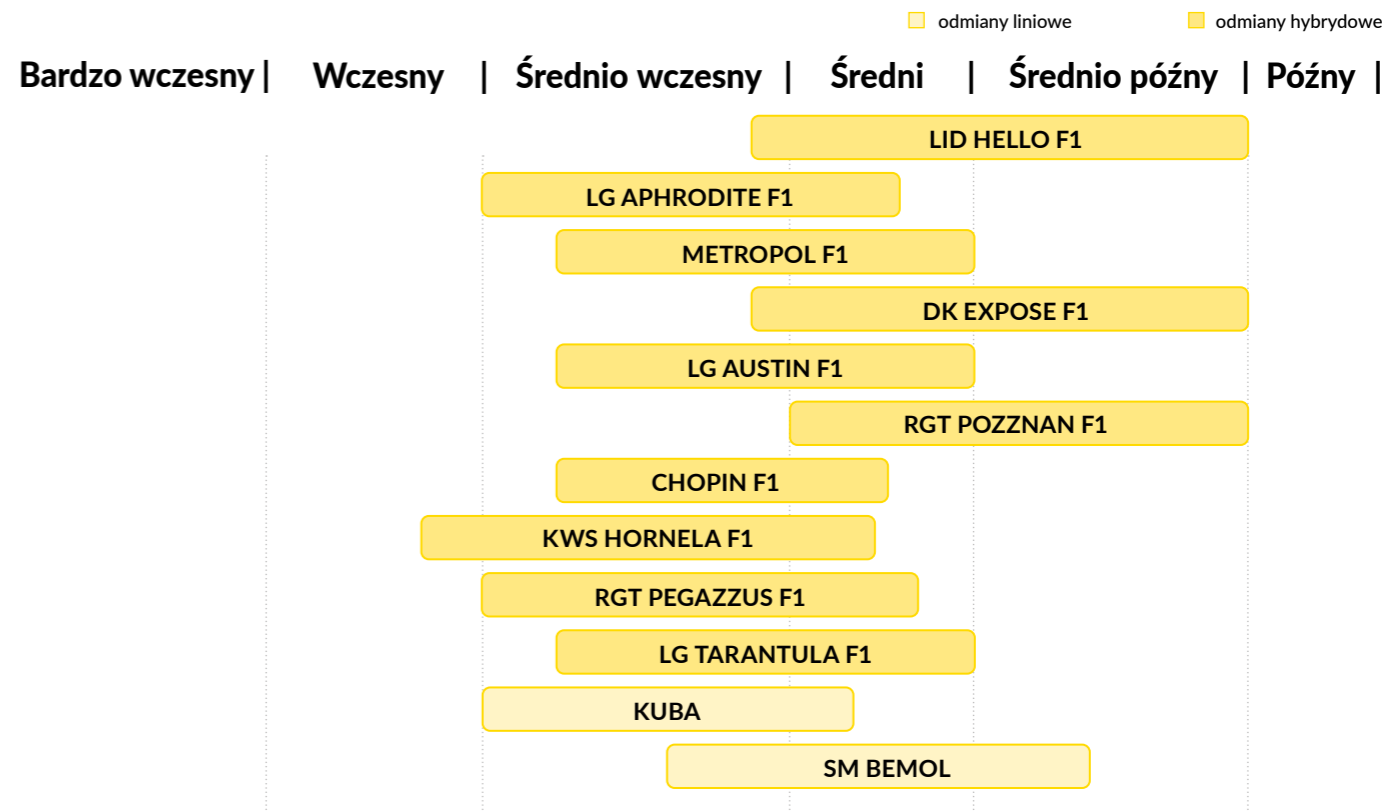 odmiany liniowe odmiany hybrydowe
Bardzo wczesny | Wczesny | Średnio wczesny | Średni | Średnio późny | Późny |
LID HELLO F1
LG APHRODITE F1
METROPOL F1
DK EXPOSE F1
LG AUSTIN F1
RGT POZZNAN F1
CHOPIN F1
KWS HORNELA F1
RGT PEGAZZUS F1
LG TARANTULA F1
KUBA
SM BEMOL